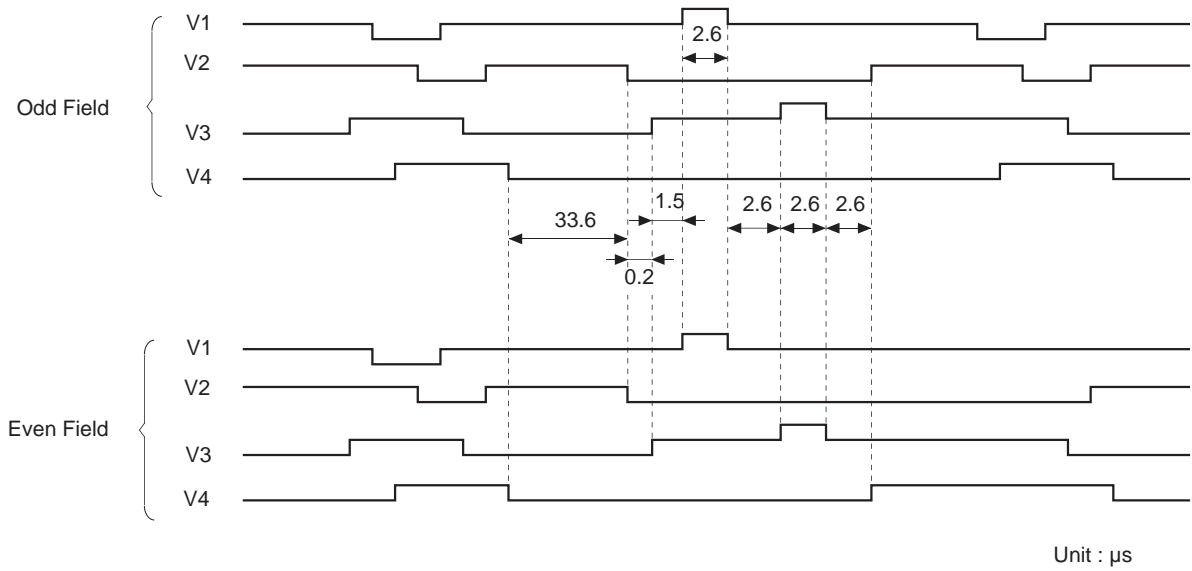 Odd Field
V1
2.6
V2
V3
V4
1.5
2.6
2.6
2.6
33.6
0.2
Even Field
V1
V2
V3
V4
Unit : μs